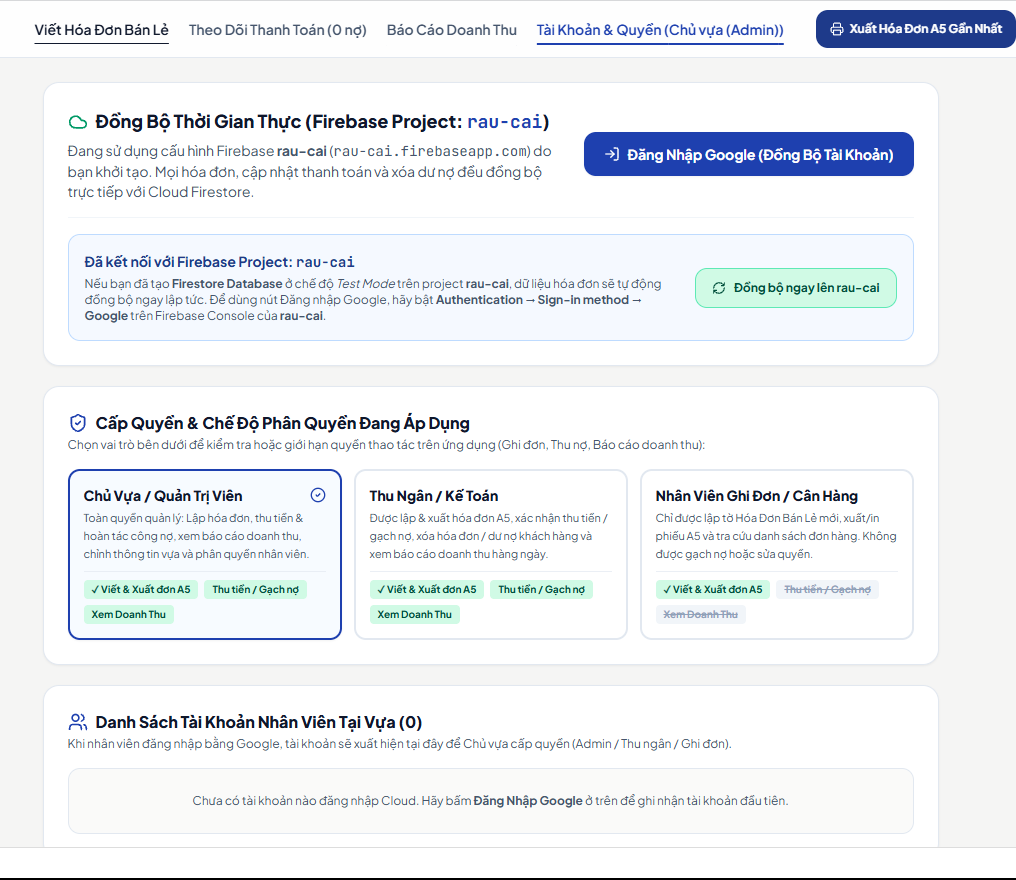 Viết Hóa Đơn Bán Lẻ
Theo Dõi Thanh Toán (0 nợ)
Báo Cáo Doanh Thu
Tài Khoản & Quyền (Chủ vựa (Admin))
Xuất Hóa Đơn A5 Gần Nhất
Đồng Bộ Thời Gian Thực (Firebase Project: rau-cai)
Đang sử dụng cấu hình Firebase rau-cai (rau-cai.firebaseapp.com) do
bạn khởi tạo. Mọi hóa đơn, cập nhật thanh toán và xóa dư nợ đều đồng bộ
trực tiếp với Cloud Firestore.
Đăng Nhập Google (Đồng Bộ Tài Khoản)
Đã kết nối với Firebase Project: rau-cai
Nếu bạn đã tạo Firestore Database ở chế độ Test Mode trên project rau-cai, dữ liệu hóa đơn sẽ tự động
đồng bộ ngay lập tức. Để dùng nút Đăng nhập Google, hãy bật Authentication → Sign-in method →
Google trên Firebase Console của rau-cai.
Đồng bộ ngay lên rau-cai
Cấp Quyền & Chế Độ Phân Quyền Đang Áp Dụng
Chọn vai trò bên dưới để kiểm tra hoặc giới hạn quyền thao tác trên ứng dụng (Ghi đơn, Thu nợ, Báo cáo doanh thu):
Chủ Vựa / Quản Trị Viên
Toàn quyền quản lý: Lập hóa đơn, thu tiền &
hoàn tác công nợ, xem báo cáo doanh thu,
chỉnh thông tin vựa và phân quyền nhân viên.
✓ Viết & Xuất đơn A5
Thu tiền / Gạch nợ
Xem Doanh Thu
Thu Ngân / Kế Toán
Được lập & xuất hóa đơn A5, xác nhận thu tiền /
gạch nợ, xóa hóa đơn / dư nợ khách hàng và
xem báo cáo doanh thu hàng ngày.
✓ Viết & Xuất đơn A5
Thu tiền / Gạch nợ
Xem Doanh Thu
Nhân Viên Ghi Đơn / Cân Hàng
Chỉ được lập tờ Hóa Đơn Bán Lẻ mới, xuất/in
phiếu A5 và tra cứu danh sách đơn hàng. Không
được gạch nợ hoặc sửa quyền.
✓ Viết & Xuất đơn A5
Thu tiền / Gạch nợ
Xem Doanh Thu
Danh Sách Tài Khoản Nhân Viên Tại Vựa (0)
Khi nhân viên đăng nhập bằng Google, tài khoản sẽ xuất hiện tại đây để Chủ vựa cấp quyền (Admin / Thu ngân / Ghi đơn).
Chưa có tài khoản nào đăng nhập Cloud. Hãy bấm Đăng Nhập Google ở trên để ghi nhận tài khoản đầu tiên.